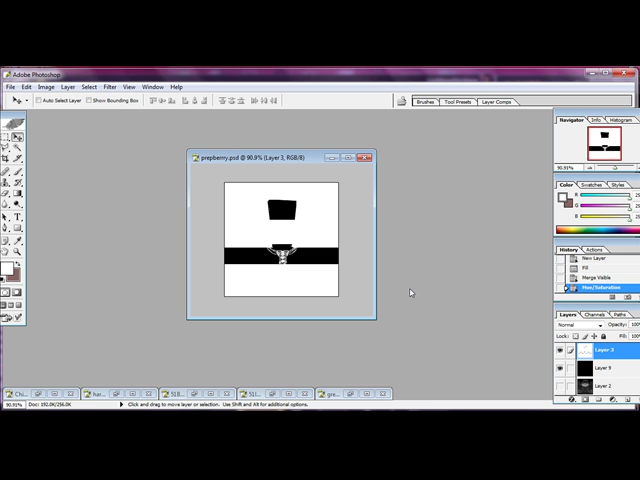 Adobe Photoshop
File Edit Image Layer Select Filter View Window Help
Auto Select Layer Show Bounding Box
Brushes Tool Presets Layer Comps
prepberry.psd @ 90.9% (Layer 3, RGB/8)
Navigator Info Histogram
90.91%
Color Swatches Styles
R
G
B
History Actions
New Layer
Fill
Merge Visible
Hue/Saturation
Layers Channels Paths
Normal Opacity:
Lock: Fill:
Layer 3
Layer 9
Layer 2
90.91% Doc: 192.0K/256.0K Click and drag to move layer or selection. Use Shift and Alt for additional options.